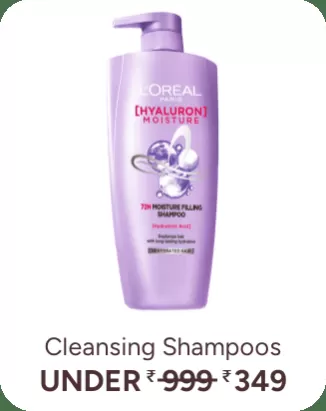 L'ORÉAL
PARIS
[HYALURON]
MOISTURE
72H MOISTURE FILLING
SHAMPOO
[Hyaluronic Acid]
Cleansing Shampoos
UNDER ₹999 ₹349